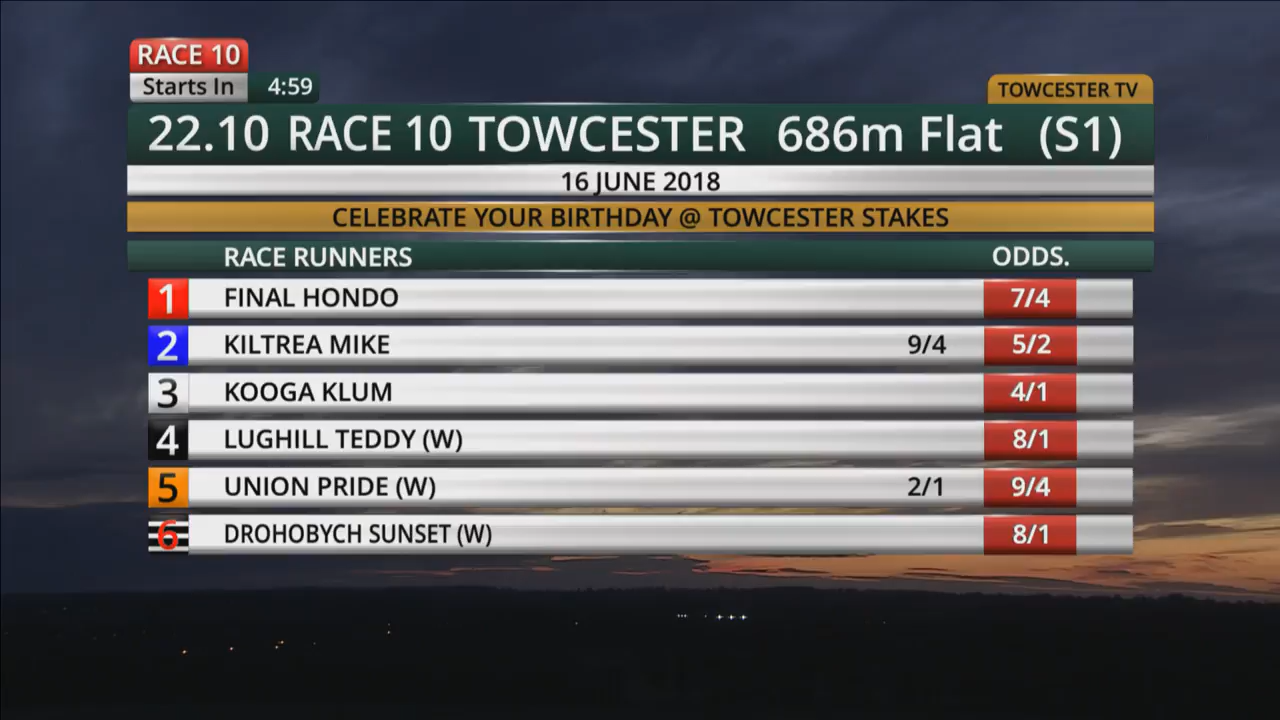 RACE 10
Starts In 4:59
TOWCESTER TV
22.10 RACE 10 TOWCESTER 686m Flat (S1)
16 JUNE 2018
CELEBRATE YOUR BIRTHDAY @ TOWCESTER STAKES
RACE RUNNERS ODDS.
1 FINAL HONDO 7/4
2 KILTREA MIKE 9/4 5/2
3 KOOGA KLUM 4/1
4 LUGHILL TEDDY (W) 8/1
5 UNION PRIDE (W) 2/1 9/4
6 DROHOBYCH SUNSET (W) 8/1